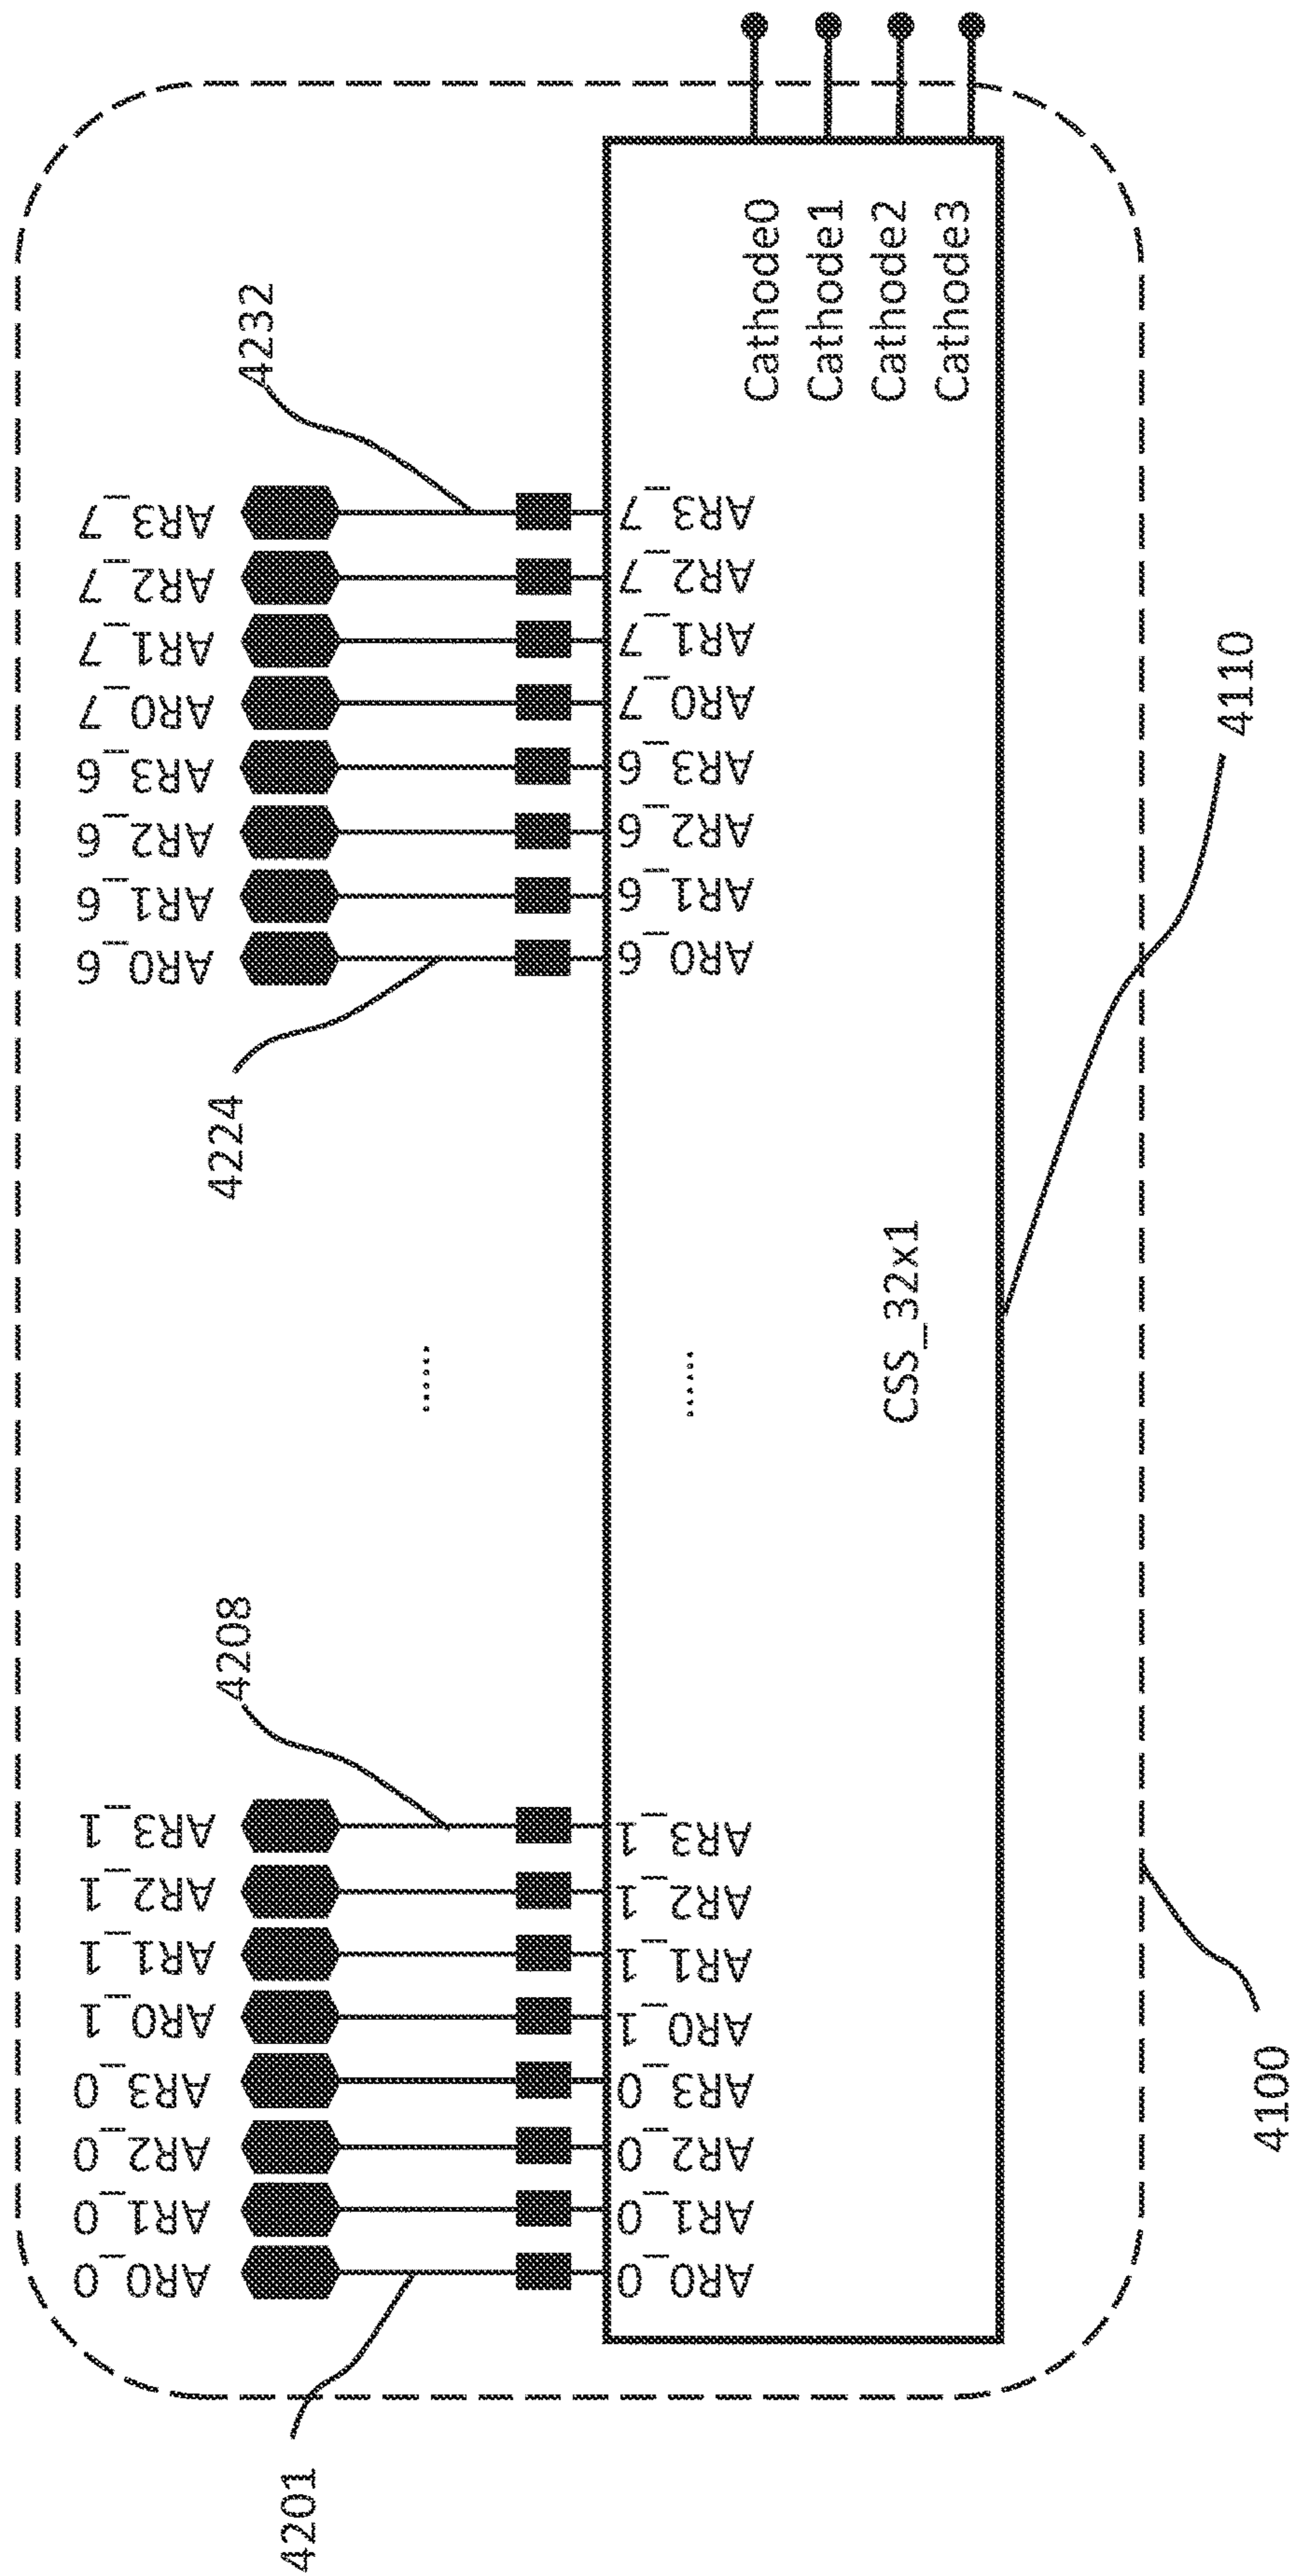 AR0_0
AR1_0
AR2_0
AR3_0
AR0_1
AR1_1
AR2_1
AR3_1
AR0_6
AR1_6
AR2_6
AR3_6
AR0_7
AR1_7
AR2_7
AR3_7
4201
4208
4224
4232
......
AR0_0
AR1_0
AR2_0
AR3_0
AR0_1
AR1_1
AR2_1
AR3_1
......
AR0_6
AR1_6
AR2_6
AR3_6
AR0_7
AR1_7
AR2_7
AR3_7
Cathode0
Cathode1
Cathode2
Cathode3
CSS_32x1
4110
4100